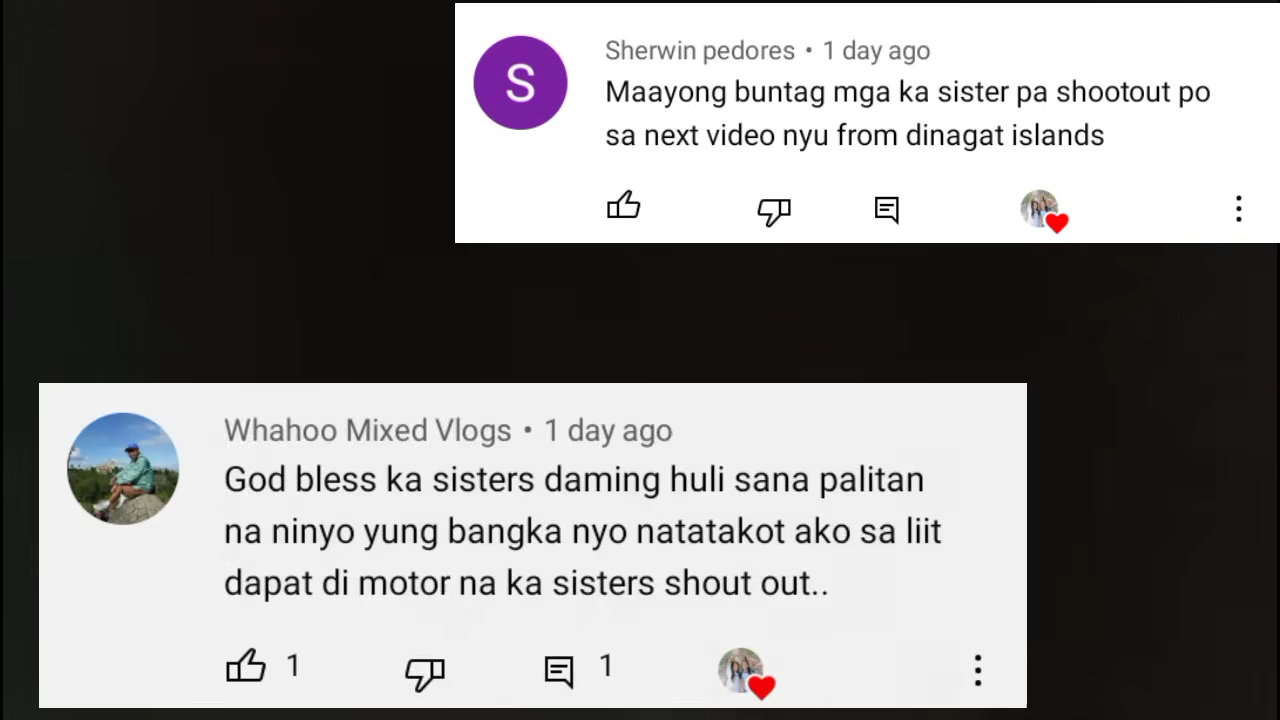 S
Sherwin pedores • 1 day ago
Maayong buntag mga ka sister pa shootout po
sa next video nyu from dinagat islands
Whahoo Mixed Vlogs • 1 day ago
God bless ka sisters daming huli sana palitan
na ninyo yung bangka nyo natatakot ako sa liit
dapat di motor na ka sisters shout out..
1 1